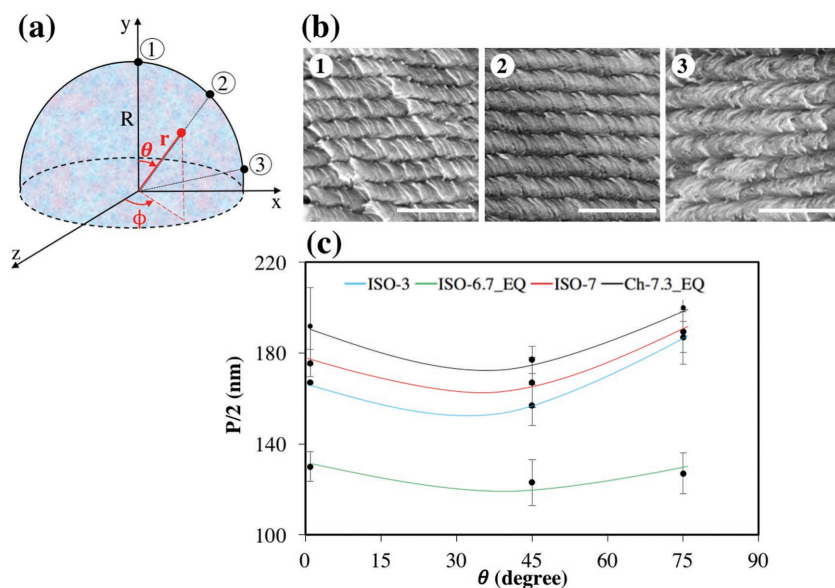 (a)
y
1
2
R
r
θ
3
x
ϕ
z
(b)
1
2
3
(c)
220
ISO-3 ISO-6.7_EQ ISO-7 Ch-7.3_EQ
180
140
100
P/2 (nm)
0 15 30 45 60 75 90
θ (degree)